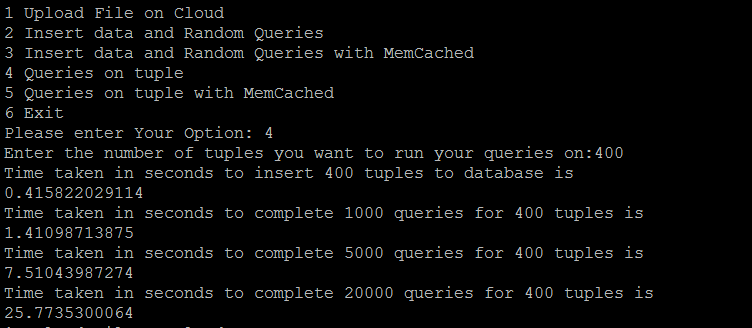 1 Upload File on Cloud
2 Insert data and Random Queries
3 Insert data and Random Queries with MemCached
4 Queries on tuple
5 Queries on tuple with MemCached
6 Exit
Please enter Your Option: 4
Enter the number of tuples you want to run your queries on:400
Time taken in seconds to insert 400 tuples to database is
0.415822029114
Time taken in seconds to complete 1000 queries for 400 tuples is
1.41098713875
Time taken in seconds to complete 5000 queries for 400 tuples is
7.51043987274
Time taken in seconds to complete 20000 queries for 400 tuples is
25.7735300064